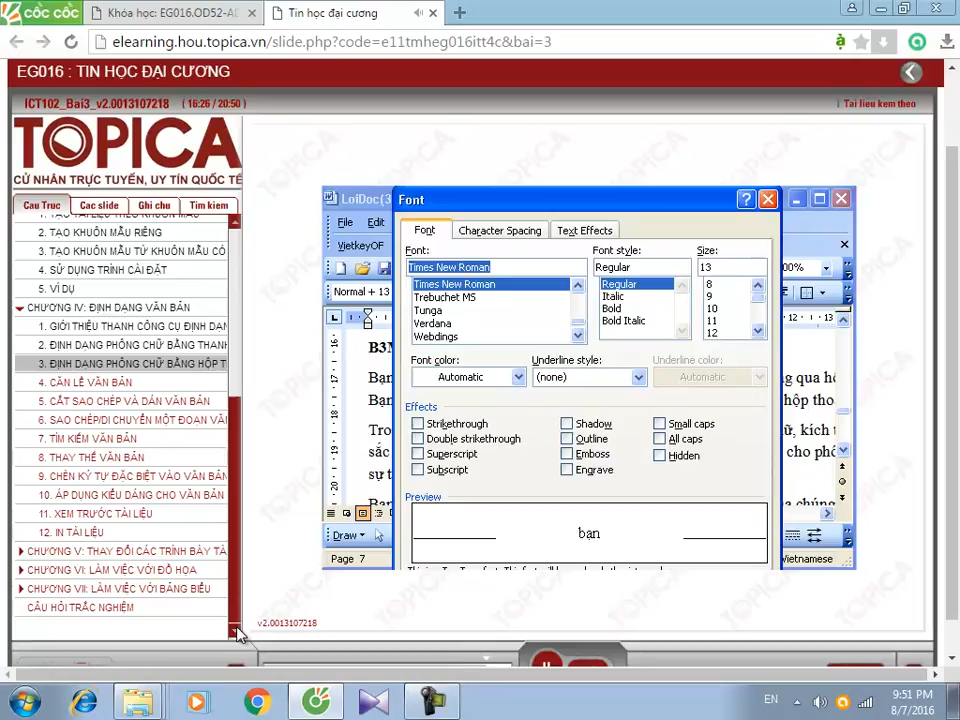 cốc cốc
Khóa học: EG016.OD52-AD
Tin học đại cương
elearning.hou.topica.vn/slide.php?code=e11tmheg016itt4c&bai=3
EG016 : TIN HỌC ĐẠI CƯƠNG
ICT102_Bai3_v2.0013107218 ( 16:26 / 20:50 )
Tai lieu kem theo
TOPICA
CỬ NHÂN TRỰC TUYẾN, UY TÍN QUỐC TẾ
Cau Truc
Cac slide
Ghi chu
Tim kiem
2. TẠO KHUÔN MẪU RIÊNG
3. TẠO KHUÔN MẪU TỪ KHUÔN MẪU CÓ
4. SỬ DỤNG TRÌNH CÀI ĐẶT
5. VÍ DỤ
CHƯƠNG IV: ĐỊNH DẠNG VĂN BẢN
1. GIỚI THIỆU THANH CÔNG CỤ ĐỊNH DẠN
2. ĐỊNH DẠNG PHÔNG CHỮ BẰNG THANH
3. ĐỊNH DẠNG PHÔNG CHỮ BẰNG HỘP T
4. CĂN LỀ VĂN BẢN
5. CẮT SAO CHÉP VÀ DÁN VĂN BẢN
6. SAO CHÉP/DI CHUYỂN MỘT ĐOẠN VĂN
7. TÌM KIẾM VĂN BẢN
8. THAY THẾ VĂN BẢN
9. CHÈN KÝ TỰ ĐẶC BIỆT VÀO VĂN BẢN
10. ÁP DỤNG KIỂU DÁNG CHO VĂN BẢN
11. XEM TRƯỚC TÀI LIỆU
12. IN TÀI LIỆU
CHƯƠNG V: THAY ĐỔI CÁC TRÌNH BÀY TÀ
CHƯƠNG VI: LÀM VIỆC VỚI ĐỒ HỌA
CHƯƠNG VII: LÀM VIỆC VỚI BẢNG BIỂU
CÂU HỎI TRẮC NGHIỆM
LoiDoc(3
File Edit
VietkeyOF
Normal + 13
B3M
Draw
Page 7
Vietnamese
Font
Font Character Spacing Text Effects
Font: Font style: Size:
Times New Roman Regular 13
Times New Roman Regular 8
Trebuchet MS Italic 9
Tunga Bold 10
Verdana Bold Italic 11
Webdings 12
Font color: Underline style: Underline color:
Automatic (none) Automatic
Effects
Strikethrough Shadow Small caps
Double strikethrough Outline All caps
Superscript Emboss Hidden
Subscript Engrave
Preview
bạn
v2.0013107218
EN
9:51 PM
8/7/2016